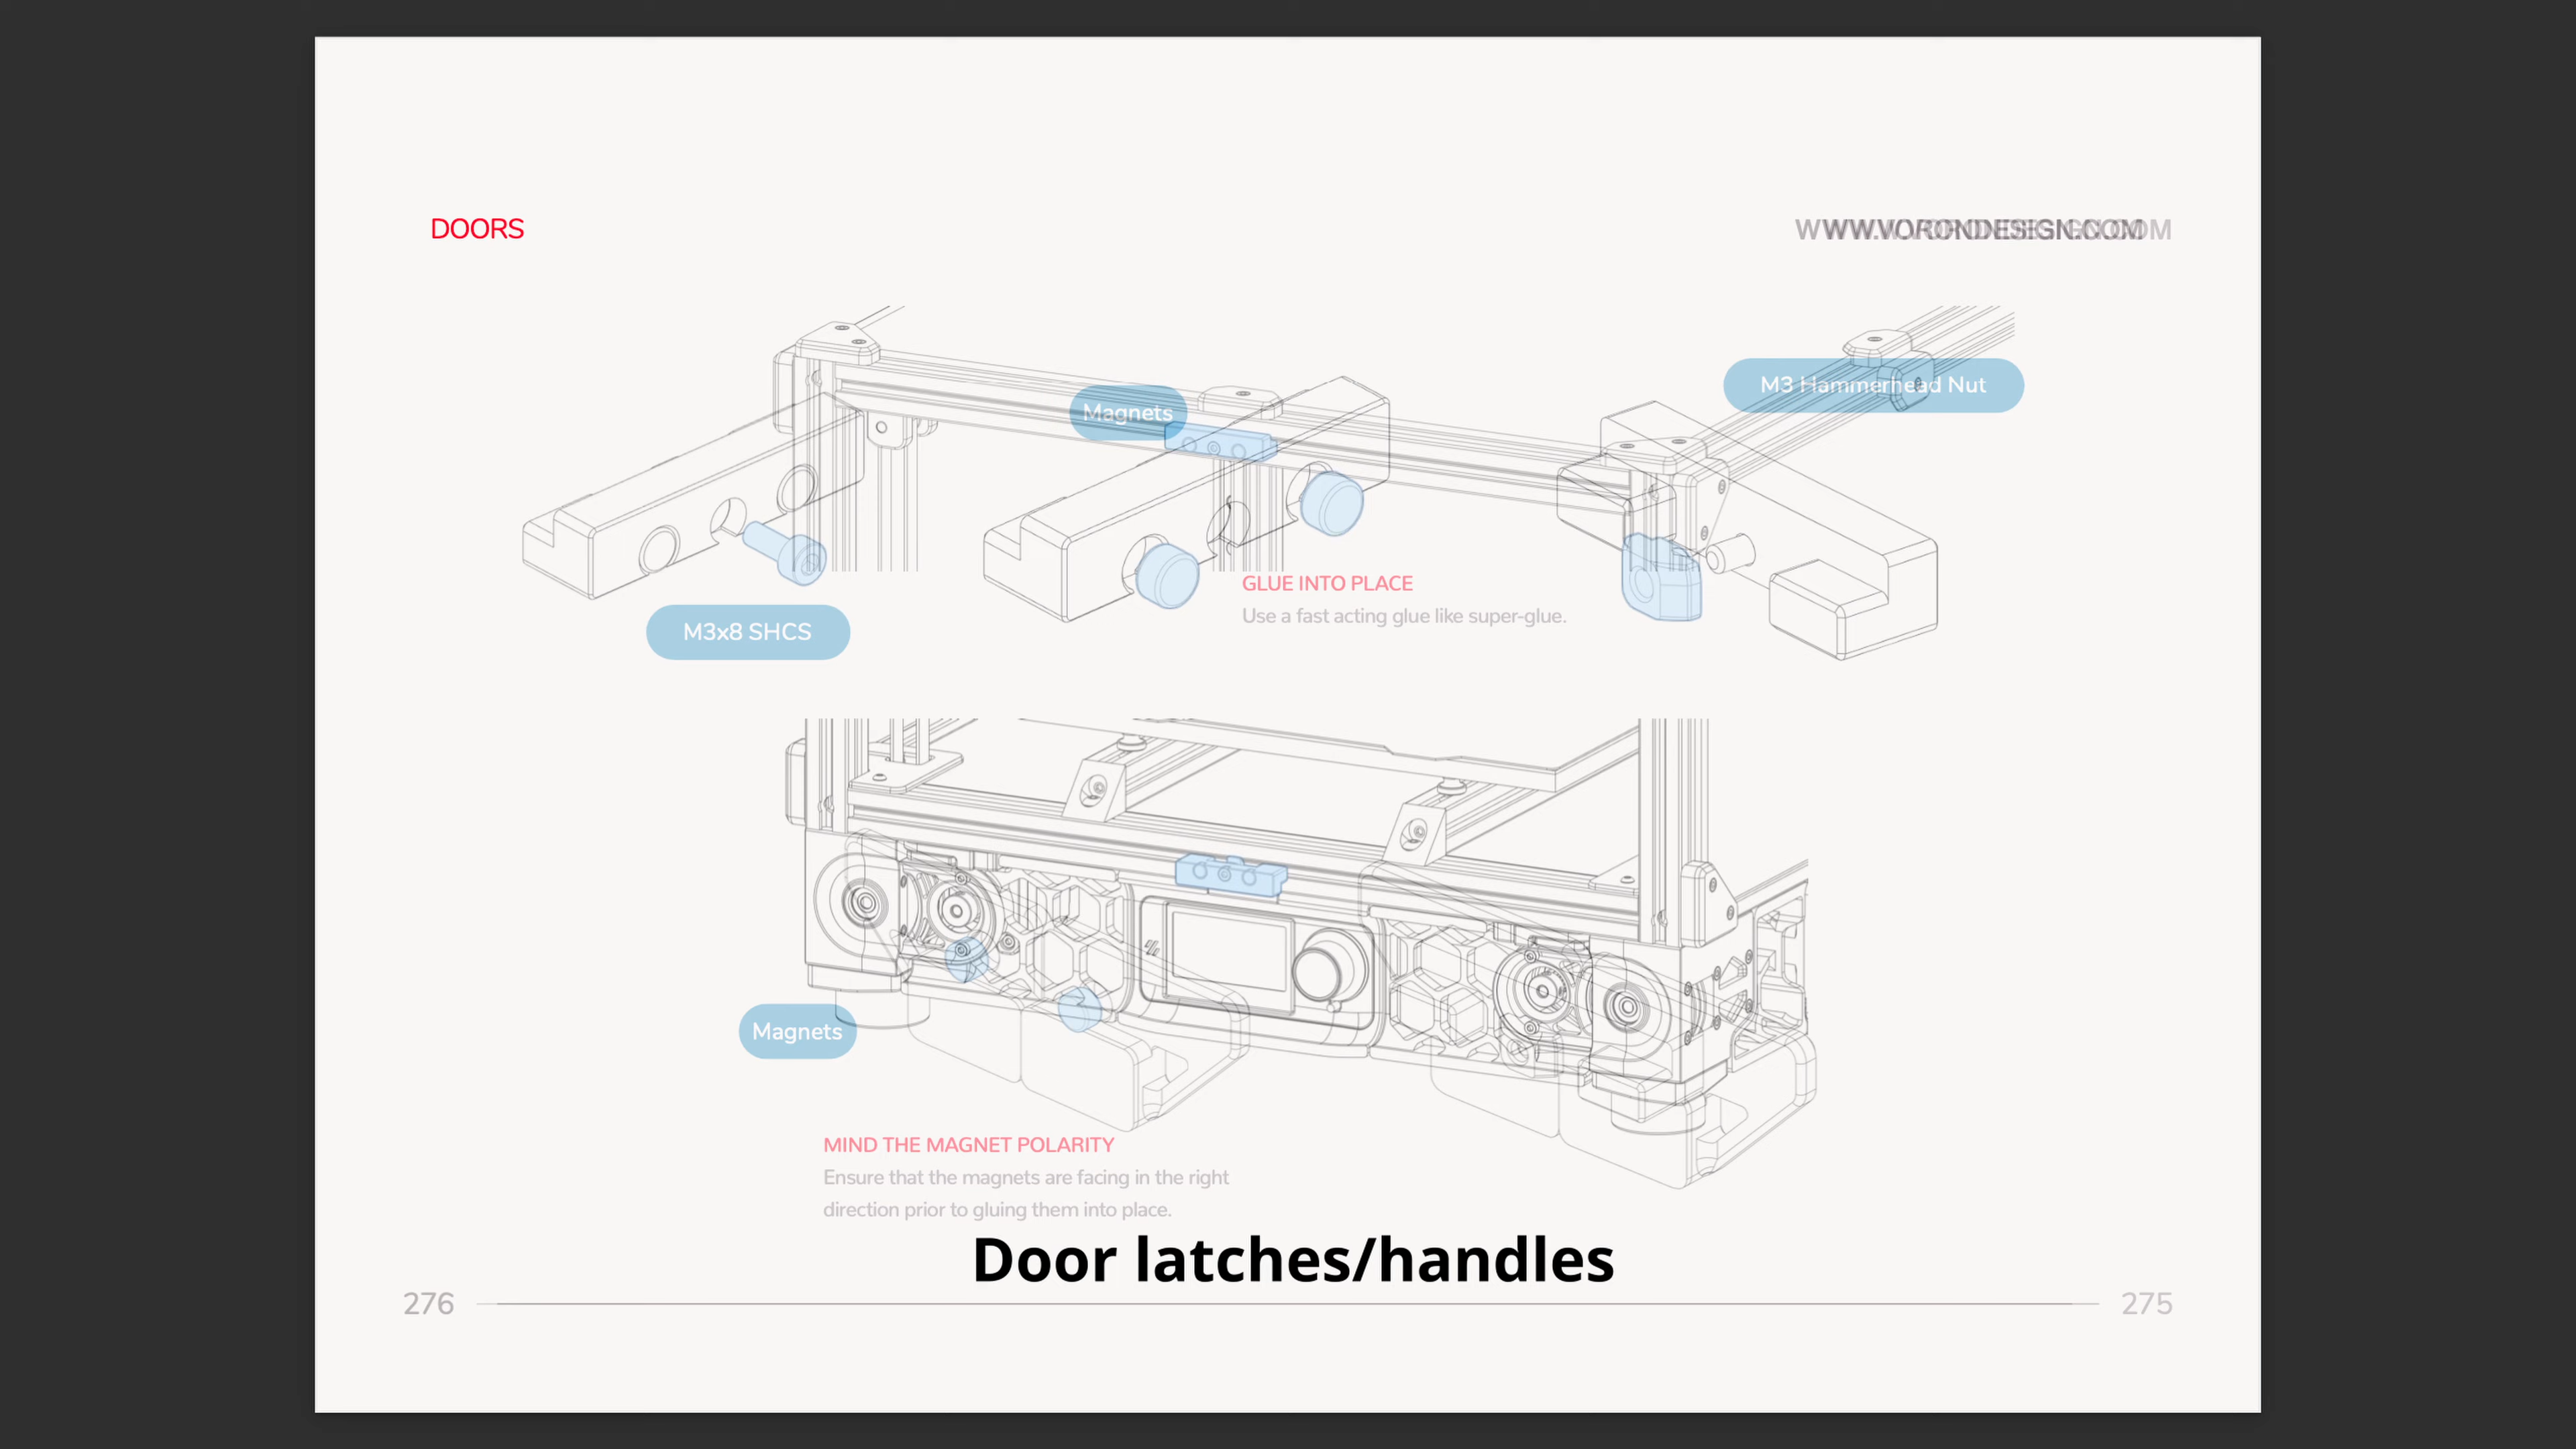 DOORS
WWW.VORONDESIGN.COM
Magnets
M3 Hammerhead Nut
GLUE INTO PLACE
Use a fast acting glue like super-glue.
M3x8 SHCS
Magnets
MIND THE MAGNET POLARITY
Ensure that the magnets are facing in the right
direction prior to gluing them into place.
Door latches/handles
276
275